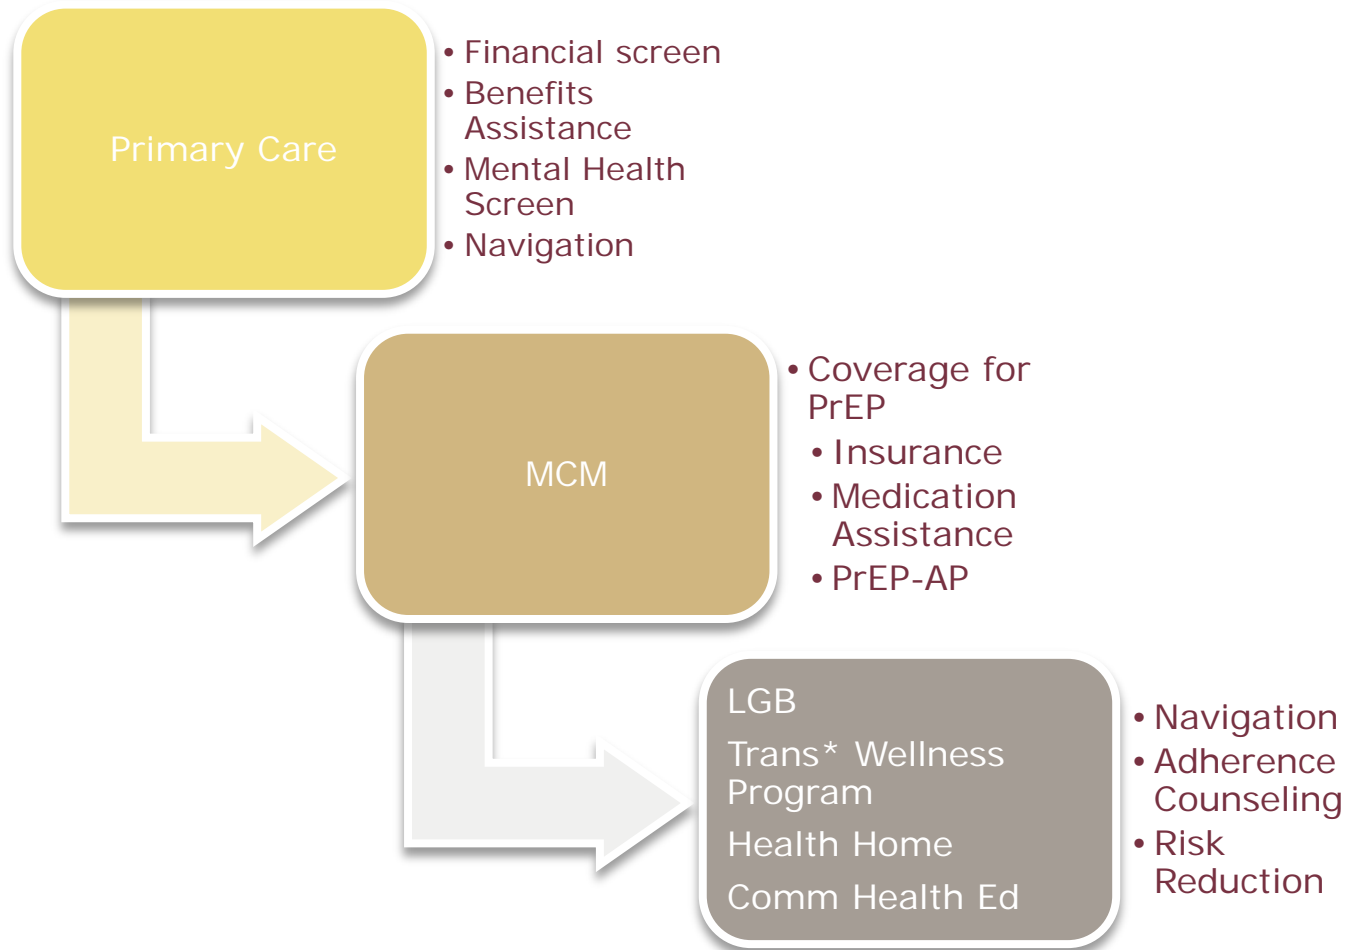 Primary Care
• Financial screen
• Benefits
Assistance
• Mental Health
Screen
• Navigation
MCM
• Coverage for
PrEP
• Insurance
• Medication
Assistance
• PrEP-AP
LGB
Trans* Wellness
Program
Health Home
Comm Health Ed
• Navigation
• Adherence
Counseling
• Risk
Reduction